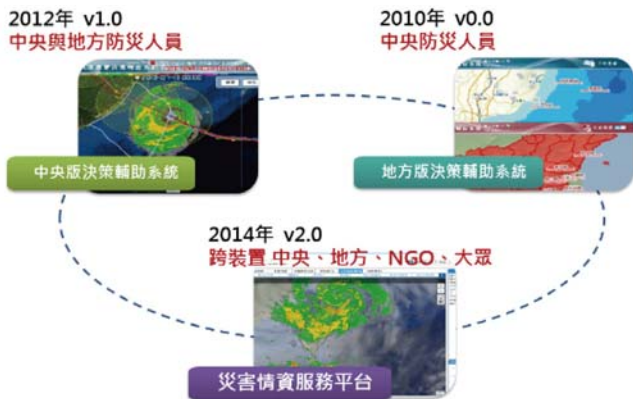 2012年 v1.0
中央與地方防災人員
中央版決策輔助系統
2010年 v0.0
中央防災人員
地方版決策輔助系統
2014年 v2.0
跨裝置 中央、地方、NGO、大眾
災害情資服務平台